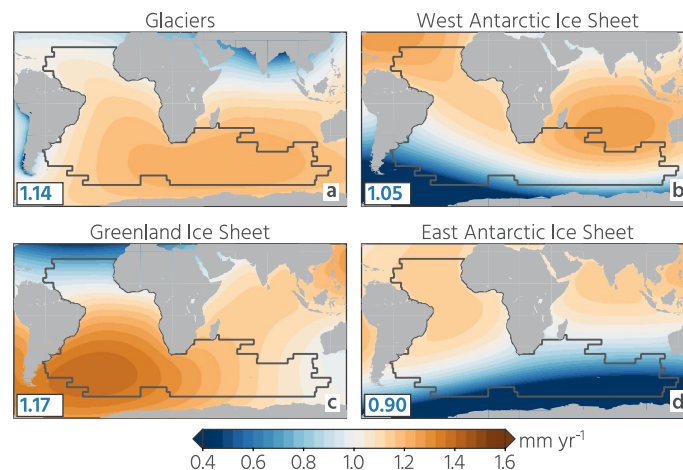 Glaciers
West Antarctic Ice Sheet
1.14
a
1.05
b
Greenland Ice Sheet
East Antarctic Ice Sheet
1.17
c
0.90
d
mm yr⁻¹
0.4 0.6 0.8 1.0 1.2 1.4 1.6